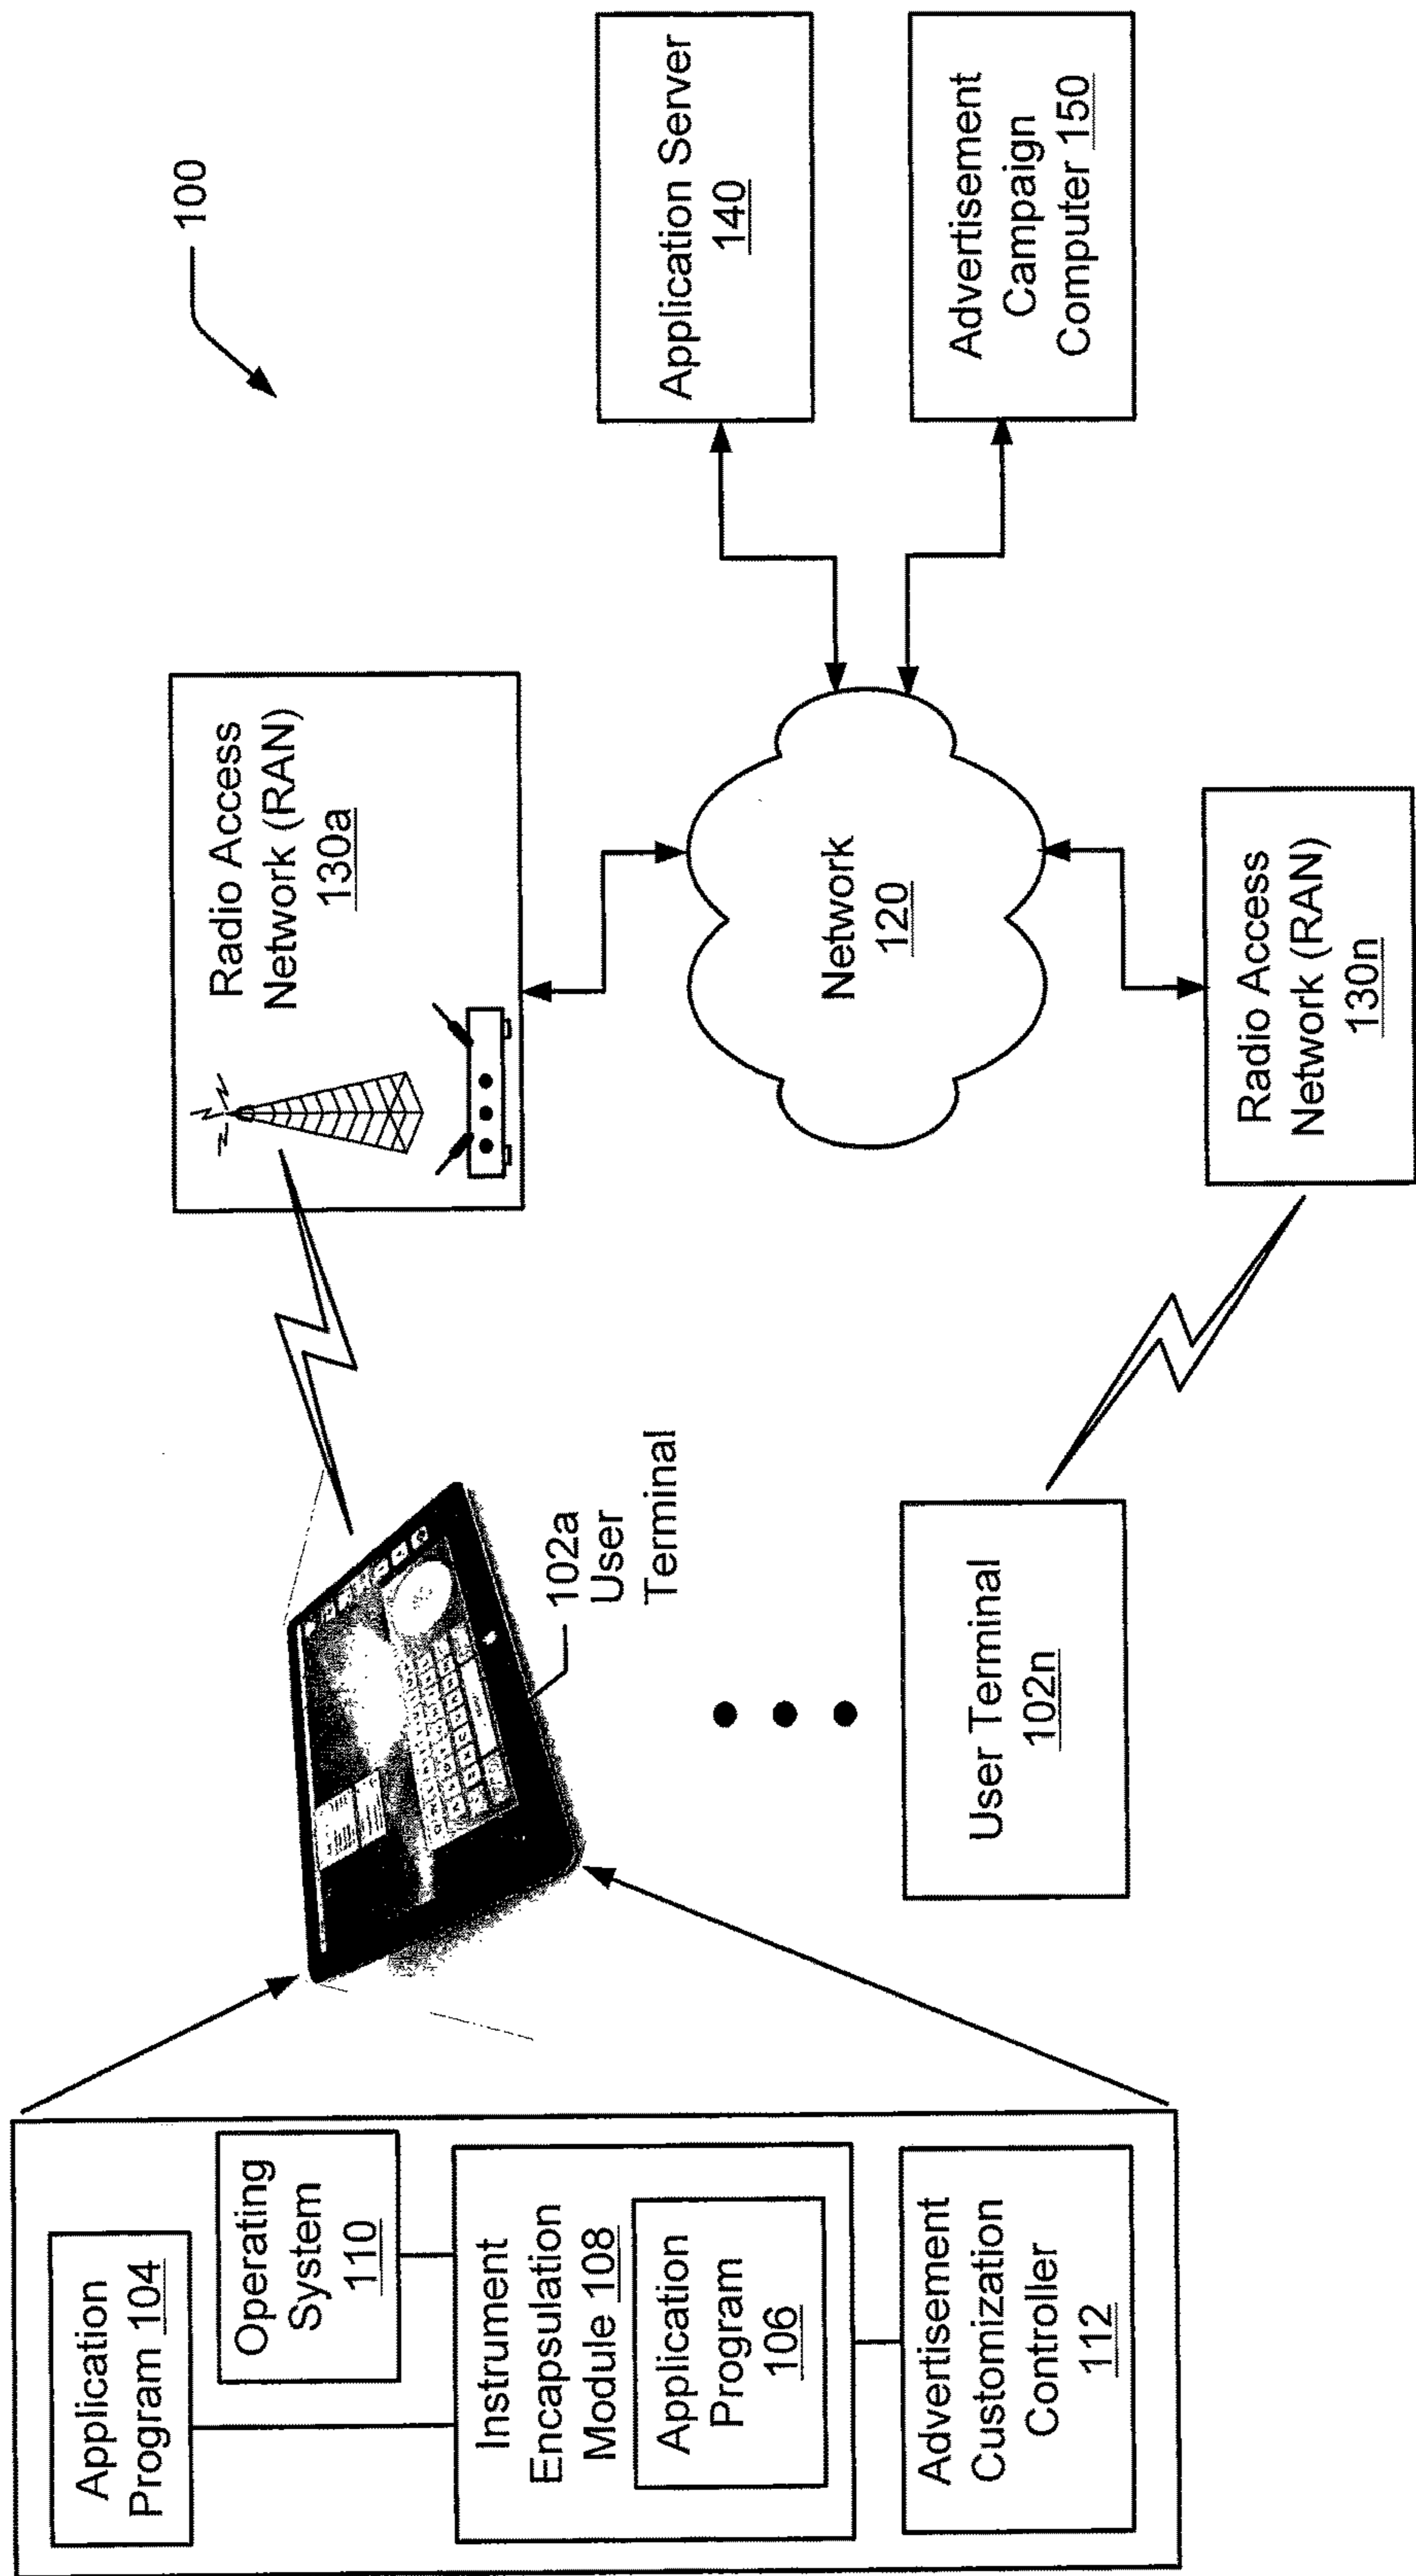 100
Application
Program 104
Operating
System
110
Instrument
Encapsulation
Module 108
Application
Program
106
Advertisement
Customization
Controller
112
102a
User
Terminal
User Terminal
102n
Radio Access
Network (RAN)
130a
Network
120
Radio Access
Network (RAN)
130n
Application Server
140
Advertisement
Campaign
Computer 150